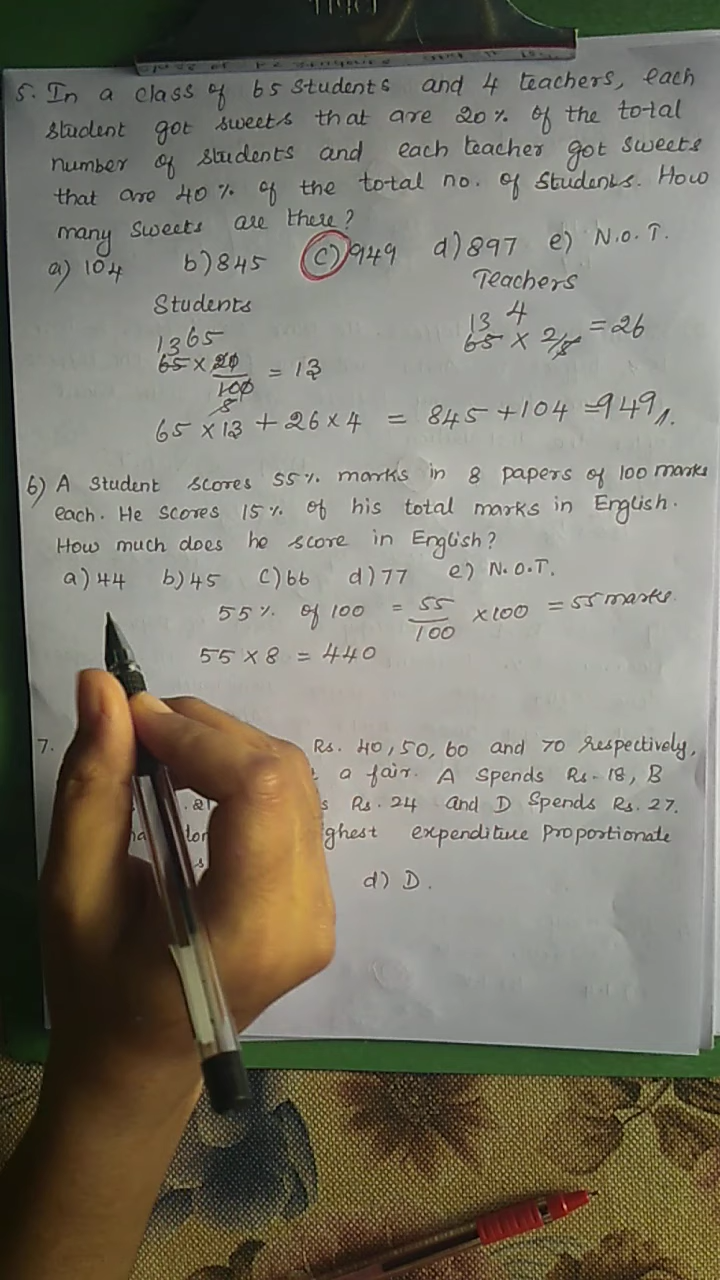 5. In a class of 65 students and 4 teachers, each
student got sweets that are 20% of the total
number of students and each teacher got sweets
that are 40% of the total no. of students. How
many sweets are there?
a) 104 b) 845 c) 949 d) 897 e) N.O.T.
Students Teachers
13 65 13 4
65 × 20/100 = 13 65 × 2/5 = 26
5
65 × 13 + 26 × 4 = 845 + 104 = 949
6) A student scores 55% marks in 8 papers of 100 marks
each. He scores 15% of his total marks in English.
How much does he score in English?
a) 44 b) 45 c) 66 d) 77 e) N.O.T.
55% of 100 = 55/100 × 100 = 55 marks.
55 × 8 = 440
7. Rs. 40, 50, 60 and 70 respectively,
a fair. A spends Rs. 18, B
Rs. 24 and D spends Rs. 27.
expenditure proportionate
d) D.